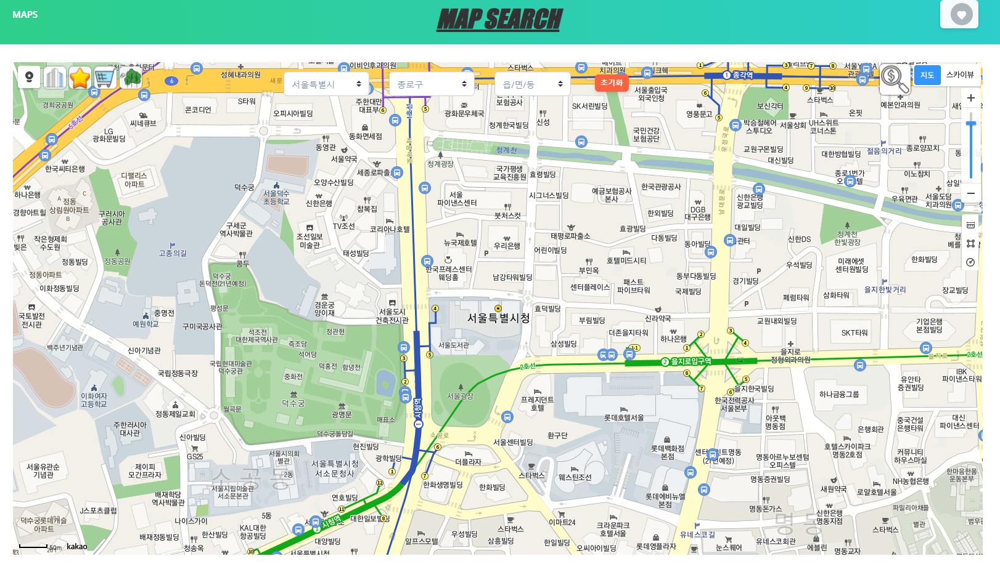 MAPS
MAP SEARCH
서울특별시
종로구
읍/면/동
초기화
지도
스카이뷰
성혜내과의원
이비인후과의원
스타벅스
종각역
경희궁공원
S타워
콘코디언
오피시아빌딩
씨네큐브
LG
광화문빌딩
5호선
주한대만
대표부
광화문우체국
보험공사
SK서린빌딩
신성
청계한국빌딩
동화면세점
서울출입국
외국인청
영풍문고
보신각터
스타벅스
온핏
예본안과의원
박승철헤어
스튜디오
서울상회
UH스위트
코너스톤
국민건강
보험공단
교원구몬빌딩
대신빌딩
대한방협빌딩
젊음의거리
종로양꼬치
이노참치
종로1번가
우육면관
서울도담
치과의원
동영관
서울약국
세종로파출
청계광장
청계천
국가평생
교육진흥원
효령빌딩
한국씨티은행
하나은행
디팰리스
아파트
덕수궁
서울덕수
초등학교
오양수산빌딩
신한은행
참복집
서울
파이낸스센터
시그너스빌딩
예금보험공사
본사
한국관광공사
남대문로
신한은행
광교빌딩
DGB
대구은행
한외빌딩
정동
상림원아파트
A
B
C
경향아트힐
구러시아
공사관
구세군
역사박물관
TV조선
조선일보
미술관
코리아나호텔
태성빌딩
붓처스컷
뉴국제호텔
우리은행
태평로파출소
어린이빌딩
효광빌딩
다동빌딩
동아빌딩
대일빌딩
신한DS
청계천
한빛광장
호텔미드시티
작은형제회
수도원
정동빌딩
정동공원
고종의길
콩두
정동아파트
이화정동빌딩
덕수궁
돈덕전(21년예정)
한국프레스센터
웨딩홀
남강타워빌딩
부민옥
센터플레이스
패스트
파이브타워
동부다동빌딩
국제빌딩
우석빌딩
경기빌딩
미래에셋
센터원빌딩
한화빌딩
을지한빛거리
장교빌딩
페럼타워
삼화타워
국토발전
전시관
중명전
예원학교
평성문
구미국공사관
경운궁
양이재
서울도시
건축전시관
서울특별시청
서울도서관
효덕빌딩
부림빌딩
신라약국
더존을지타워
하나은행
삼성빌딩
교원내외빌딩
SKT타워
기업은행
본점빌딩
을지로
정형외과의원
석조전
대한제국역사관
정관헌
즉조당
석어당
국립현대미술관
덕수궁관
덕홍전
함녕전
중화전
백주년기념관
신아기념관
국립정동극장
이화여자
고등학교
정동제일교회
월곡문
덕수궁
광명문
매표소
덕수궁돌담길
서울광장
2호선
을지로입구역
을지로
2호선
시청역
을지한국빌딩
한국전력공사
서울본부
하나금융그룹
유안타
증권빌딩
IBK
파이낸스타워
프레지던트
호텔
롯데호텔서울
아웃백
명동점
은행회관
중국건설
은행타워
대신
파이낸스센터
주한러시아
대사관
신아빌딩
GS25
서울유관순
기념관
제이피
모간프라자
서울시의회
별관
2동
현진빌딩
광학빌딩
서울특별시청
서소문청사
소공동
서울시립미술관
서소문본관
소공로
서울센터빌딩
환구단
더플라자
스타벅스
웨스틴조선
롯데백화점
본점
(21년예정)
호텔스카이파크
명동2호점
커뮤니티
하우스마실
명동아르누보센텀
오피스텔
명동증권빌딩
한마음한몸
운동본부
NH농협은행
새원약국
로얄호텔서울
한화생명빌딩
한화빌딩
롯데에비뉴엘
본점
배재학당
역사박물관
J스포츠클럽
나이스가이
5동
연호빌딩
대한일보빌딩
덕수궁롯데캐슬
아파트
배재정동빌딩
한산빌딩
청송옥
KAL대한
항공빌딩
대양빌딩
시청역
우성빌딩
스타벅스
삼흥빌딩
알프스모텔
이마트24
크라운파크
호텔서울
한일빌딩
오씨아이빌딩
롯데영플라자
유네스코길
명동돈가스
신한은행
명동지점
파밀리아채플
별관
스타벅스
눈스퀘어
유네스코회관
에블린
명동교자
명동
50m
kakao